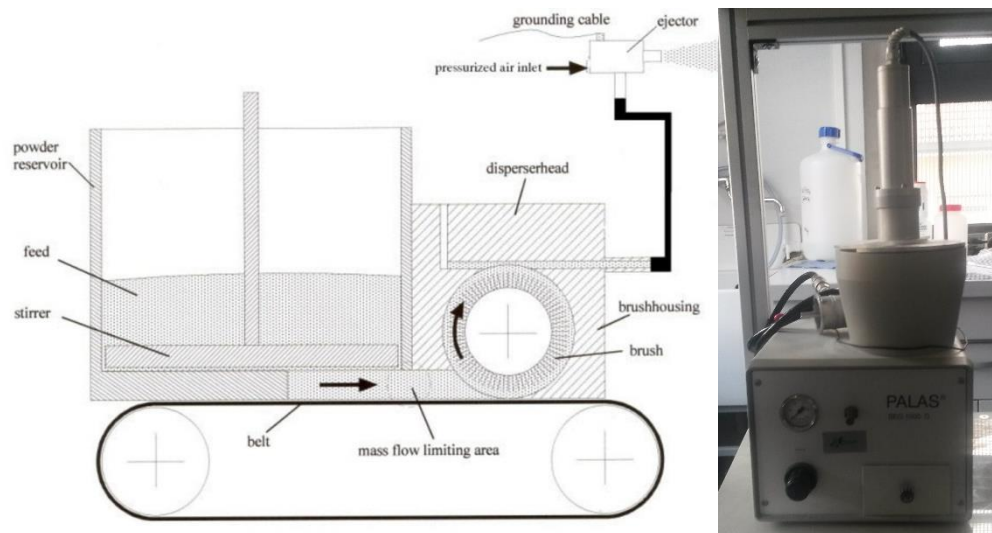 grounding cable
ejector
pressurized air inlet
powder
reservoir
disperserhead
feed
stirrer
brushhousing
brush
belt
mass flow limiting area
PALAS®